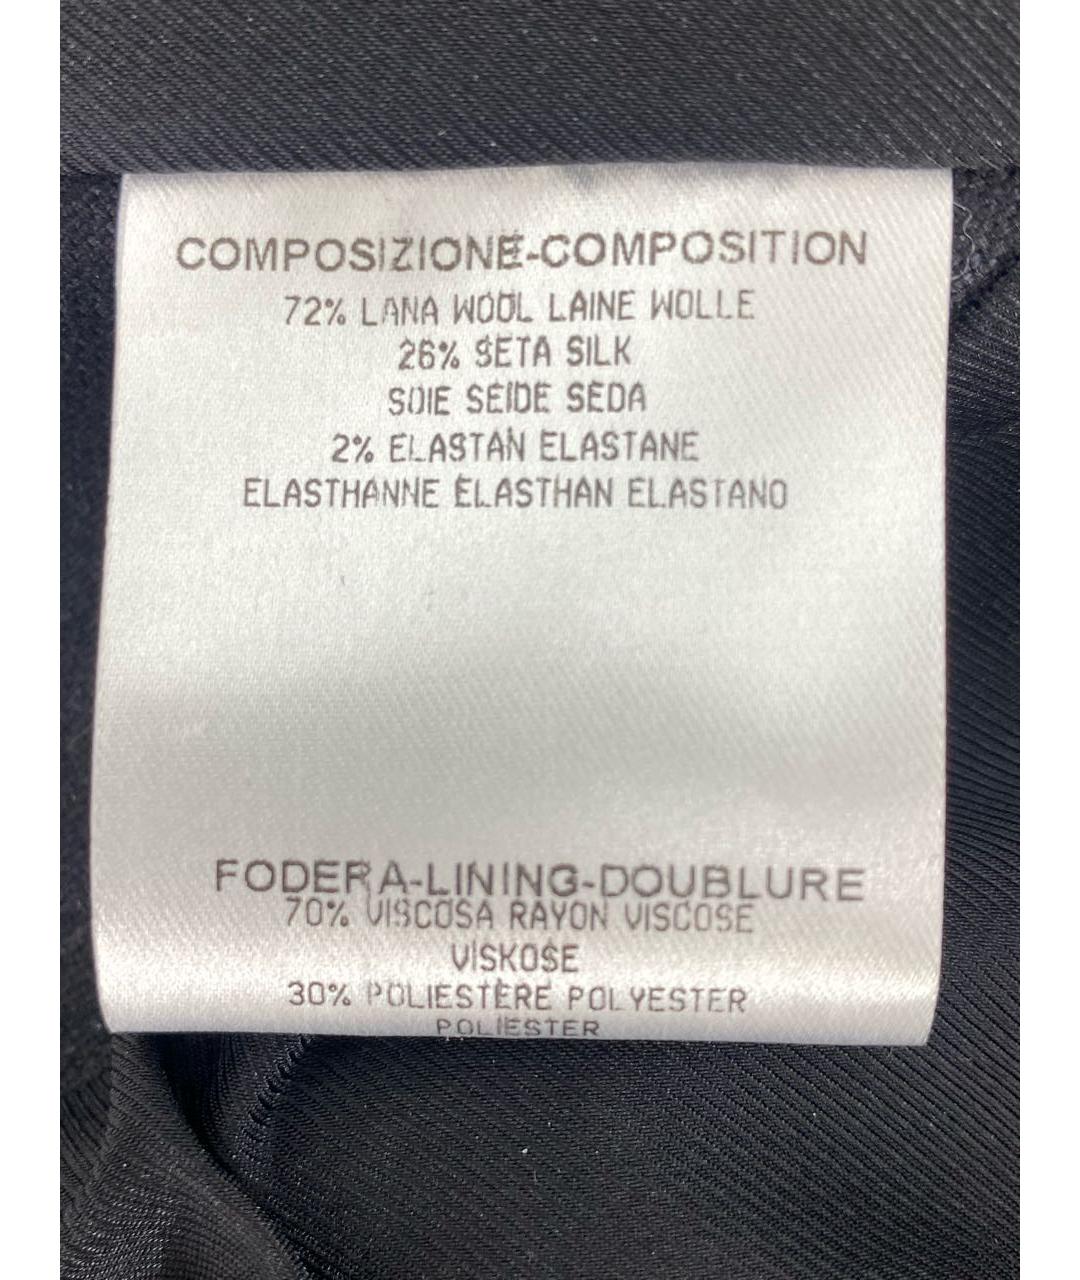 COMPOSIZIONE-COMPOSITION
72% LANA WOOL LAINE WOLLE
26% SETA SILK
SOIE SEIDE SEDA
2% ELASTAN ELASTANE
ELASTHANNE ELASTHAN ELASTANO
FODERA-LINING-DOUBLURE
70% VISCOSA RAYON VISCOSE
VISKOSE
30% POLIESTERE POLYESTER
POLIESTER